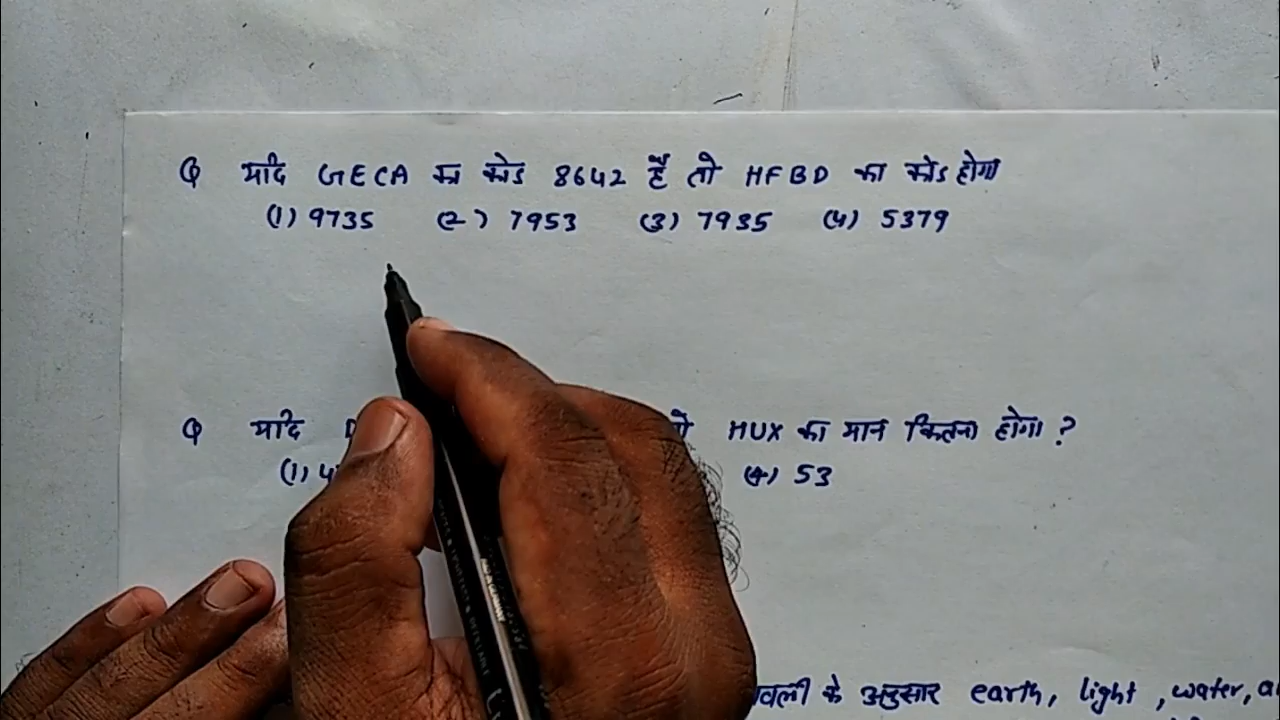 Q यदि GECA का कोड 8642 है तो HFBD का कोड होगा
(1) 9735 (2) 7953 (3) 7935 (4) 5379
Q यदि HUX का मान कितना होगा ?
(1) (4) 53
के अनुसार earth, light, water,